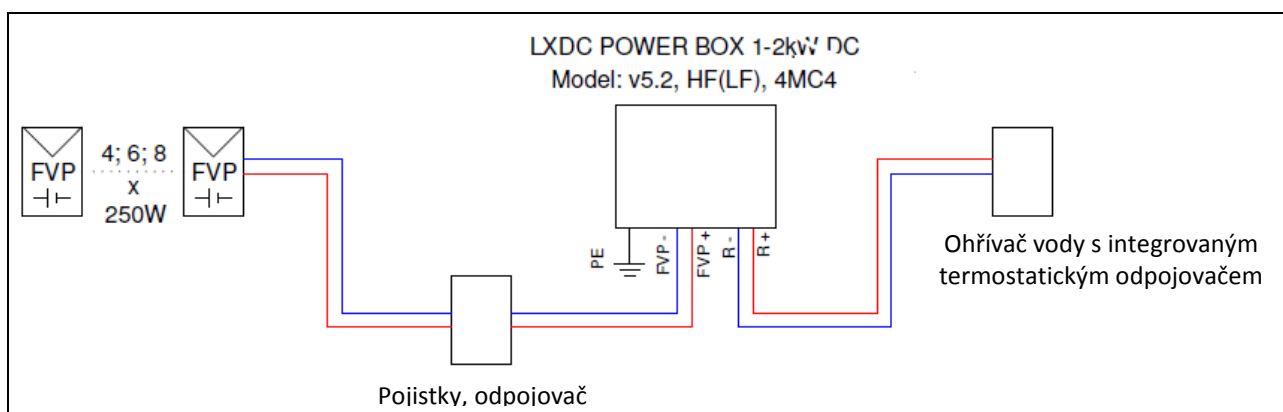 LXDC POWER BOX 1-2kW DC
Model: v5.2, HF(LF), 4MC4
FVP
4; 6; 8
x
250W
FVP
PE
FVP -
FVP +
R -
R +
Ohřívač vody s integrovaným
termostatickým odpojovačem
Pojistky, odpojovač